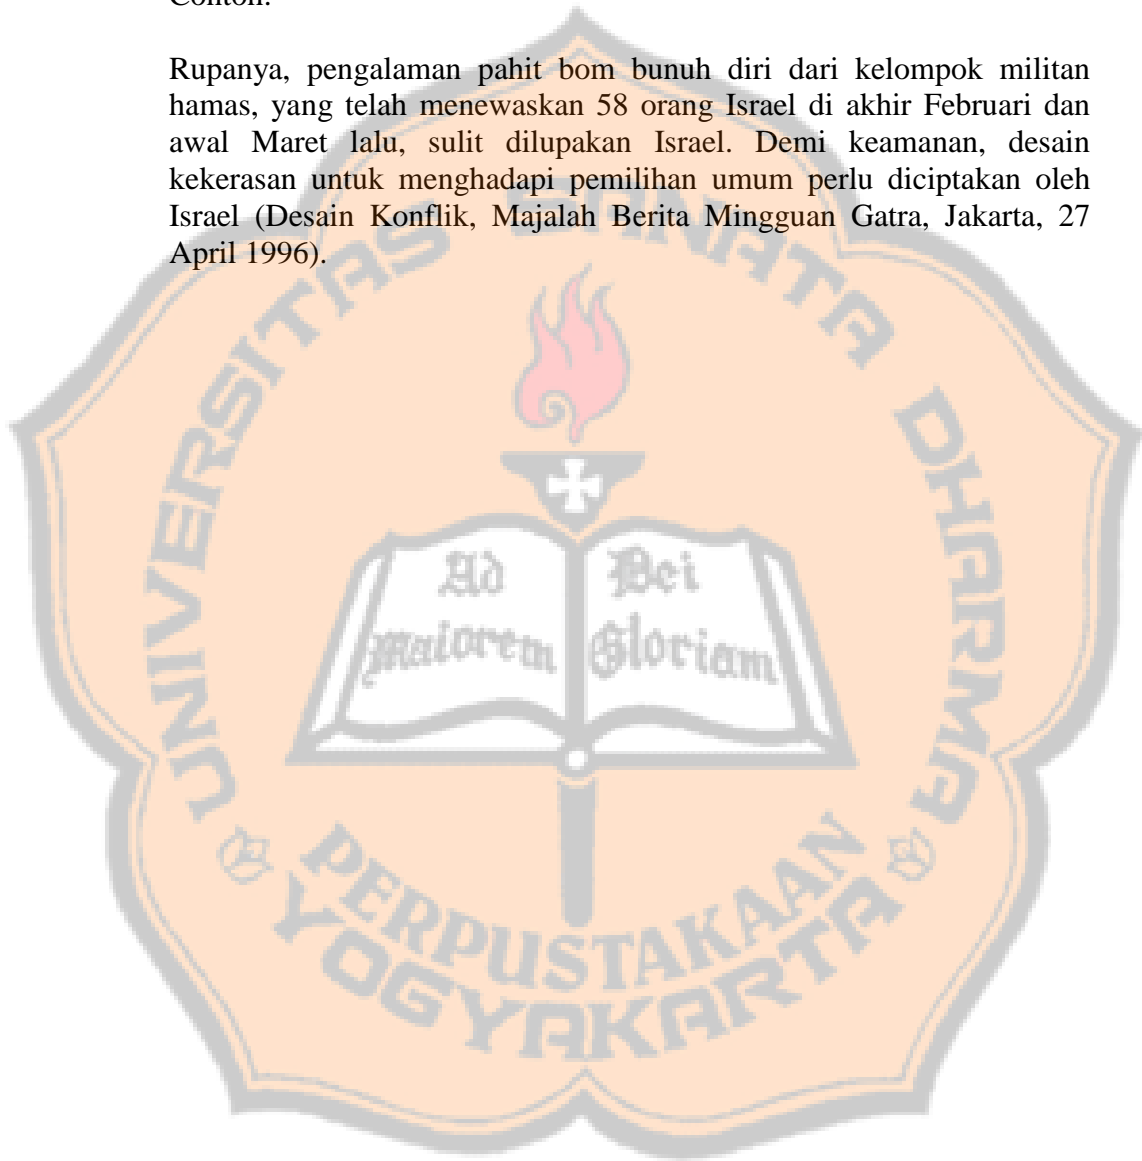 Contoh:
Rupanya, pengalaman pahit bom bunuh diri dari kelompok militan
hamas, yang telah menewaskan 58 orang Israel di akhir Februari dan
awal Maret lalu, sulit dilupakan Israel. Demi keamanan, desain
kekerasan untuk menghadapi pemilihan umum perlu diciptakan oleh
Israel (Desain Konflik, Majalah Berita Mingguan Gatra, Jakarta, 27
April 1996).
UNIVERSITAS SANATA DHARMA
Ad Dei
maiorem Gloriam
PERPUSTAKAAN
YOGYAKARTA